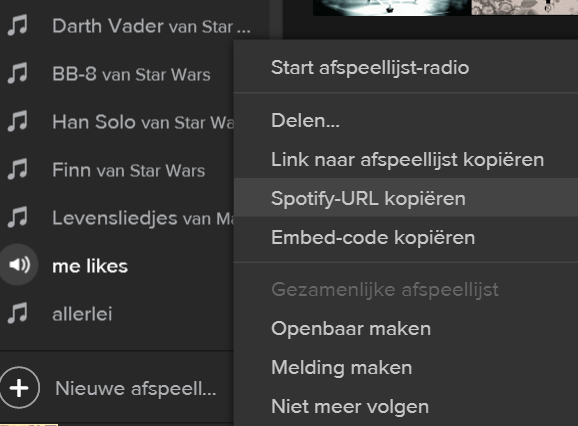 Darth Vader van Star ...
BB-8 van Star Wars
Han Solo van Star Wa
Finn van Star Wars
Levensliedjes van Ma
me likes
allerlei
Nieuwe afspeell...
Start afspeellijst-radio
Delen...
Link naar afspeellijst kopiëren
Spotify-URL kopiëren
Embed-code kopiëren
Gezamenlijke afspeellijst
Openbaar maken
Melding maken
Niet meer volgen